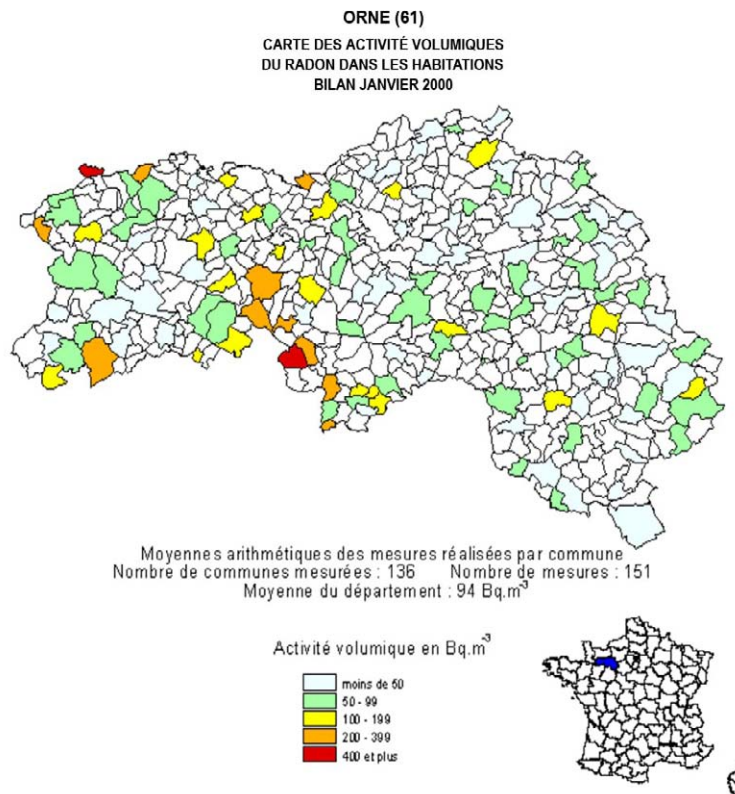 ORNE (61)
CARTE DES ACTIVITÉ VOLUMIQUES
DU RADON DANS LES HABITATIONS
BILAN JANVIER 2000
Moyennes arithmétiques des mesures réalisées par commune
Nombre de communes mesurées : 136 Nombre de mesures : 151
Moyenne du département : 94 Bq.m⁻³
Activité volumique en Bq.m⁻³
moins de 50
50 - 99
100 - 199
200 - 399
400 et plus